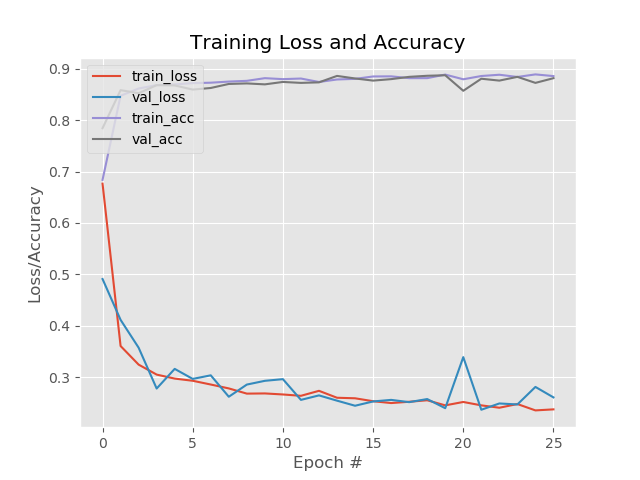 Training Loss and Accuracy
train_loss
val_loss
train_acc
val_acc
0.9
0.8
0.7
0.6
0.5
0.4
0.3
Loss/Accuracy
0 5 10 15 20 25
Epoch #